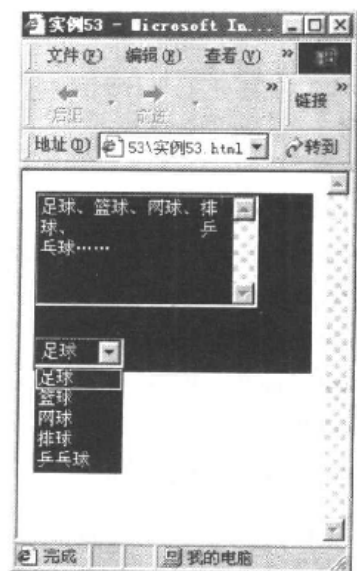 实例53 - Microsoft In...
文件(F) 编辑(E) 查看(V) »
后退 前进 » 链接 »
地址(D) 53\实例53.html 转到
足球、篮球、网球、排
球、 乒
乓球……
足球
足球
篮球
网球
排球
乒乓球
完成 我的电脑